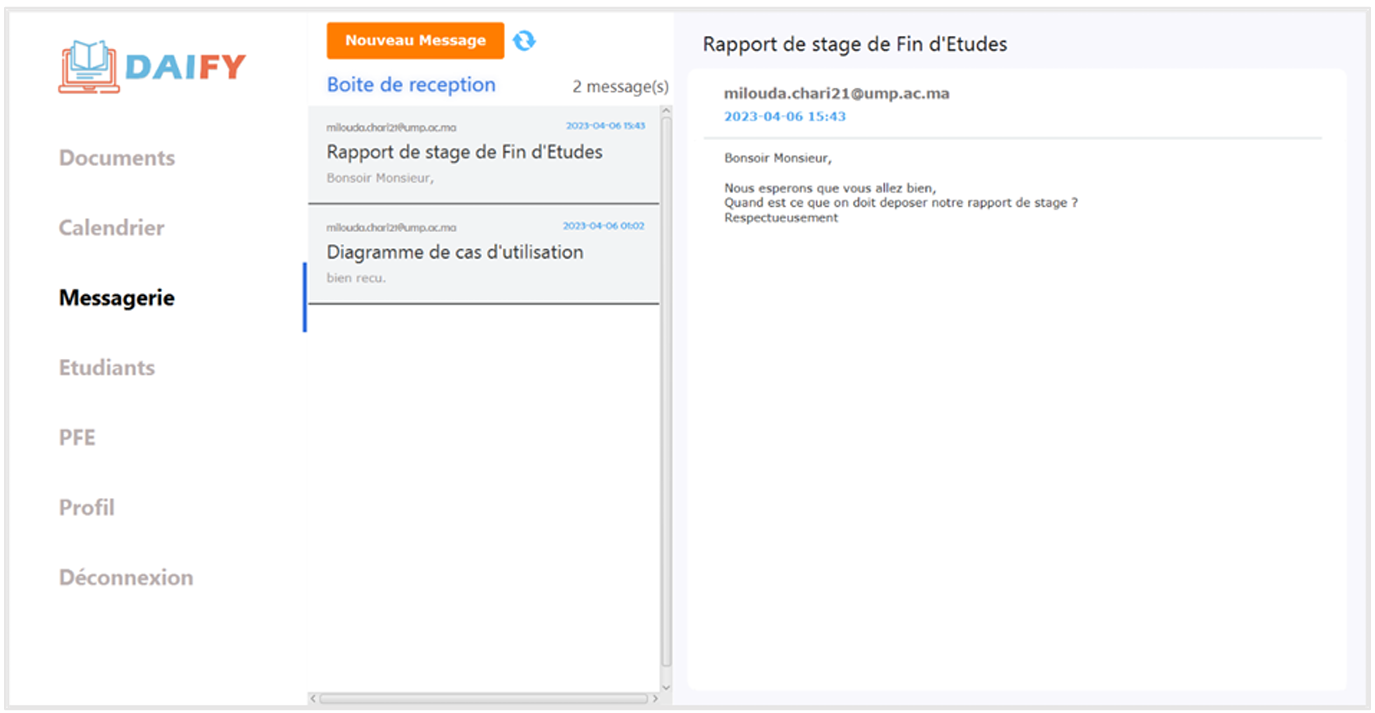 DAIFY
Documents
Calendrier
Messagerie
Etudiants
PFE
Profil
Déconnexion
Nouveau Message
Boite de reception 2 message(s)
milouda.chari21@ump.ac.ma 2023-04-06 15:43
Rapport de stage de Fin d'Etudes
Bonsoir Monsieur,
milouda.chari21@ump.ac.ma 2023-04-06 01:02
Diagramme de cas d'utilisation
bien recu.
Rapport de stage de Fin d'Etudes
milouda.chari21@ump.ac.ma
2023-04-06 15:43
Bonsoir Monsieur,
Nous esperons que vous allez bien,
Quand est ce que on doit deposer notre rapport de stage ?
Respectueusement